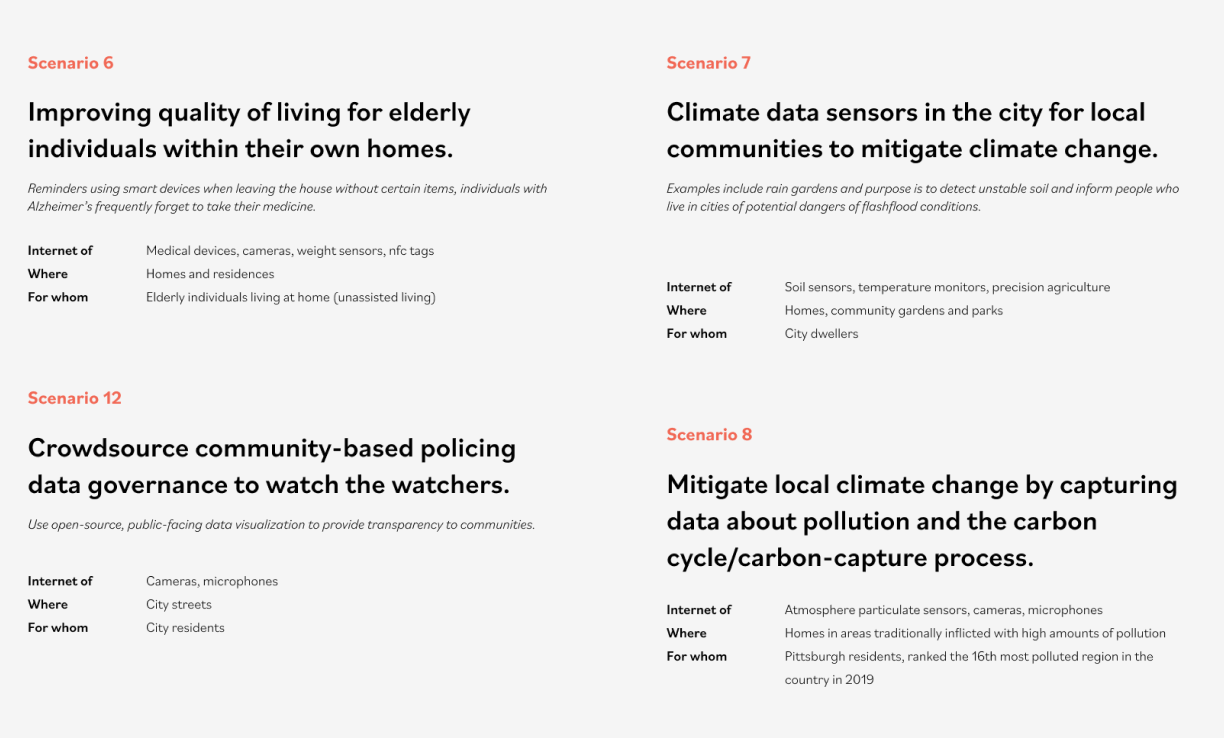 Scenario 6
Improving quality of living for elderly
individuals within their own homes.
Reminders using smart devices when leaving the house without certain items, individuals with
Alzheimer's frequently forget to take their medicine.
Internet of Medical devices, cameras, weight sensors, nfc tags
Where Homes and residences
For whom Elderly individuals living at home (unassisted living)
Scenario 12
Crowdsource community-based policing
data governance to watch the watchers.
Use open-source, public-facing data visualization to provide transparency to communities.
Internet of Cameras, microphones
Where City streets
For whom City residents
Scenario 7
Climate data sensors in the city for local
communities to mitigate climate change.
Examples include rain gardens and purpose is to detect unstable soil and inform people who
live in cities of potential dangers of flashflood conditions.
Internet of Soil sensors, temperature monitors, precision agriculture
Where Homes, community gardens and parks
For whom City dwellers
Scenario 8
Mitigate local climate change by capturing
data about pollution and the carbon
cycle/carbon-capture process.
Internet of Atmosphere particulate sensors, cameras, microphones
Where Homes in areas traditionally inflicted with high amounts of pollution
For whom Pittsburgh residents, ranked the 16th most polluted region in the
country in 2019